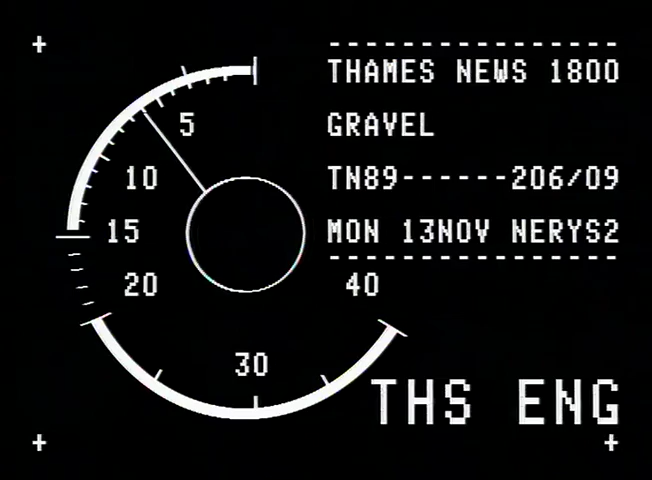 ----------------
THAMES NEWS 1800
GRAVEL
TN89------206/09
MON 13NOV NERYS2
----------------
5
10
15
20
30
40
THS ENG